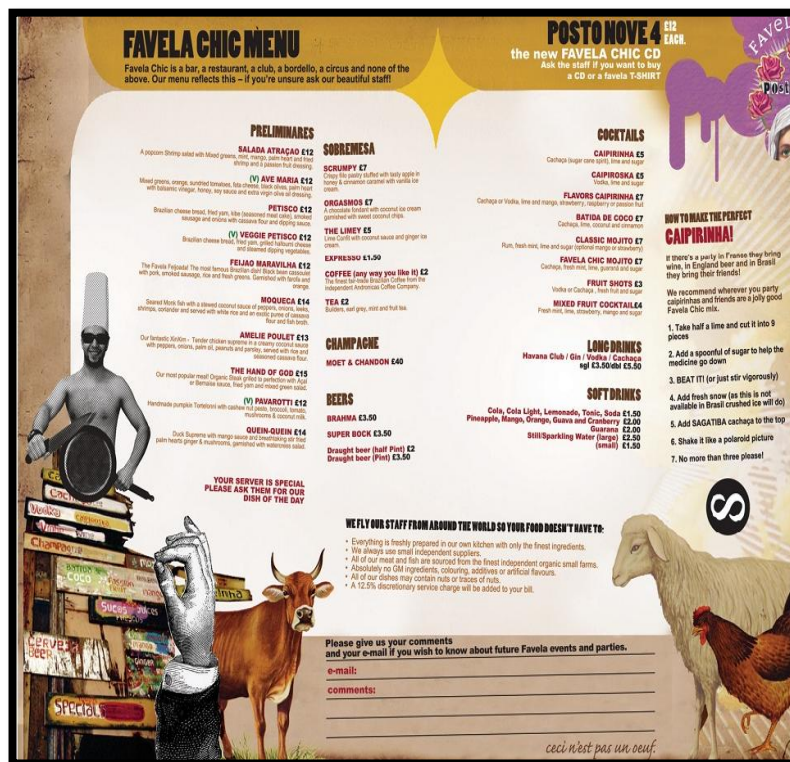 FAVELA CHIC MENU
Favela Chic is a bar, a restaurant, a club, a bordello, a circus and none of the
above. Our menu reflects this – if you're unsure ask our beautiful staff!
POSTO NOVE 4 £12 EACH.
the new FAVELA CHIC CD
Ask the staff if you want to buy
a CD or a favela T-SHIRT
PRELIMINARES
SALADA ATRAÇAO £12
A popcorn Shrimp salad with Mixed greens, mint, mango, palm heart and fried
shrimp and a passion fruit dressing.
(V) AVE MARIA £12
Mixed greens, orange, sundried tomatoes, feta cheese, black olives, palm heart
with balsamic vinegar, honey, soy sauce and extra virgin olive oil dressing.
PETISCO £12
Brazilian cheese bread, fried yam, kibe (seasoned meat cake), smoked
sausage and onions with cassava flour and dipping sauce.
(V) VEGGIE PETISCO £12
Brazilian cheese bread, fried yam, grilled halloumi cheese
and steamed dipping vegetables.
FEIJAO MARAVILHA £12
The Favela Feijoada! The most famous Brazilian dish! Black bean cassoulet
with pork, smoked sausage, rice and fresh greens. Garnished with farofa and
orange.
MOQUECA £14
Seared Monk fish with a stewed coconut sauce of peppers, onions, leeks,
shrimps, coriander and served with white rice and an exotic puree of cassava
flour and fish broth.
AMELIE POULET £13
Our fantastic XinXim - Tender chicken supreme in a creamy coconut sauce
with peppers, onions, palm oil, peanuts and parsley, served with rice and
seasoned cassava flour.
THE HAND OF GOD £15
Our most popular meal! Organic Steak grilled to perfection with Açai
or Bernaise sauce, fried yam and mixed green salad.
(V) PAVAROTTI £12
Handmade pumpkin Tortelonni with cashew nut pesto, broccoli, tomato,
mushrooms & coconut milk.
QUEIN-QUEIN £14
Duck Supreme with mango sauce and breathtaking stir fried
palm hearts ginger & mushrooms, garnished with watercress salad.
YOUR SERVER IS SPECIAL
PLEASE ASK THEM FOR OUR
DISH OF THE DAY
SOBREMESA
SCRUMPY £7
Crispy filo pastry stuffed with tasty apple in
honey & cinnamon caramel with vanilla ice
cream.
ORGASMOS £7
A chocolate fondant with coconut ice cream
garnished with sweet coconut chips.
THE LIMEY £5
Lime Confit with coconut sauce and ginger ice
cream.
EXPRESSO £1.50
COFFEE (any way you like it) £2
The finest fair-trade Brazilian Coffee from the
independent Andronicas Coffee Company.
TEA £2
Builders, earl grey, mint and fruit tea.
CHAMPAGNE
MOET & CHANDON £40
BEERS
BRAHMA £3.50
SUPER BOCK £3.50
Draught beer (half Pint) £2
Draught beer (Pint) £3.50
COCKTAILS
CAIPIRINHA £5
Cachaça (sugar cane spirit), lime and sugar
CAIPIROSKA £5
Vodka, lime and sugar
FLAVORS CAIPIRINHA £7
Cachaça or Vodka, lime and mango, strawberry, raspberry or passion fruit
BATIDA DE COCO £7
Cachaça, lime, coconut and cinnamon
CLASSIC MOJITO £7
Rum, fresh mint, lime and sugar (optional mango or strawberry)
FAVELA CHIC MOJITO £7
Cachaça, fresh mint, lime, guarana and sugar
FRUIT SHOTS £3
Vodka or Cachaça , fresh fruit and sugar
MIXED FRUIT COCKTAIL£4
Fresh mint, lime, strawberry, mango and sugar
LONG DRINKS
Havana Club / Gin / Vodka / Cachaca
sgl £3.50/dbl £5.50
SOFT DRINKS
Cola, Cola Light, Lemonade, Tonic, Soda £1.50
Pineapple, Mango, Orange, Guava and Cranberry £2.00
Guarana £2.00
Still/Sparkling Water (large) £2.50
(small) £1.50
HOW TO MAKE THE PERFECT
CAIPIRINHA!
If there's a party in France they bring
wine, in England beer and in Brasil
they bring their friends!
We recommend wherever you party
caipirinhas and friends are a jolly good
Favela Chic mix.
1. Take half a lime and cut it into 9
pieces
2. Add a spoonful of sugar to help the
medicine go down
3. BEAT IT! (or just stir vigorously)
4. Add fresh snow (as this is not
available in Brasil crushed ice will do)
5. Add SAGATIBA cachaça to the top
6. Shake it like a polaroid picture
7. No more than three please!
WE FLY OUR STAFF FROM AROUND THE WORLD SO YOUR FOOD DOESN'T HAVE TO:
• Everything is freshly prepared in our own kitchen with only the finest ingredients.
• We always use small independent suppliers.
• All of our meat and fish are sourced from the finest independent organic small farms.
• Absolutely no GM ingredients, colouring, additives or artificial flavours.
• All of our dishes may contain nuts or traces of nuts.
• A 12.5% discretionary service charge will be added to your bill.
Please give us your comments
and your e-mail if you wish to know about future Favela events and parties.
e-mail:
comments:
ceci n'est pas un oeuf.
Vodka
Champagne
BATIDA
COCO
SUCOS JUICES
CERVEJA
BEER
GINGER
SPECIAL